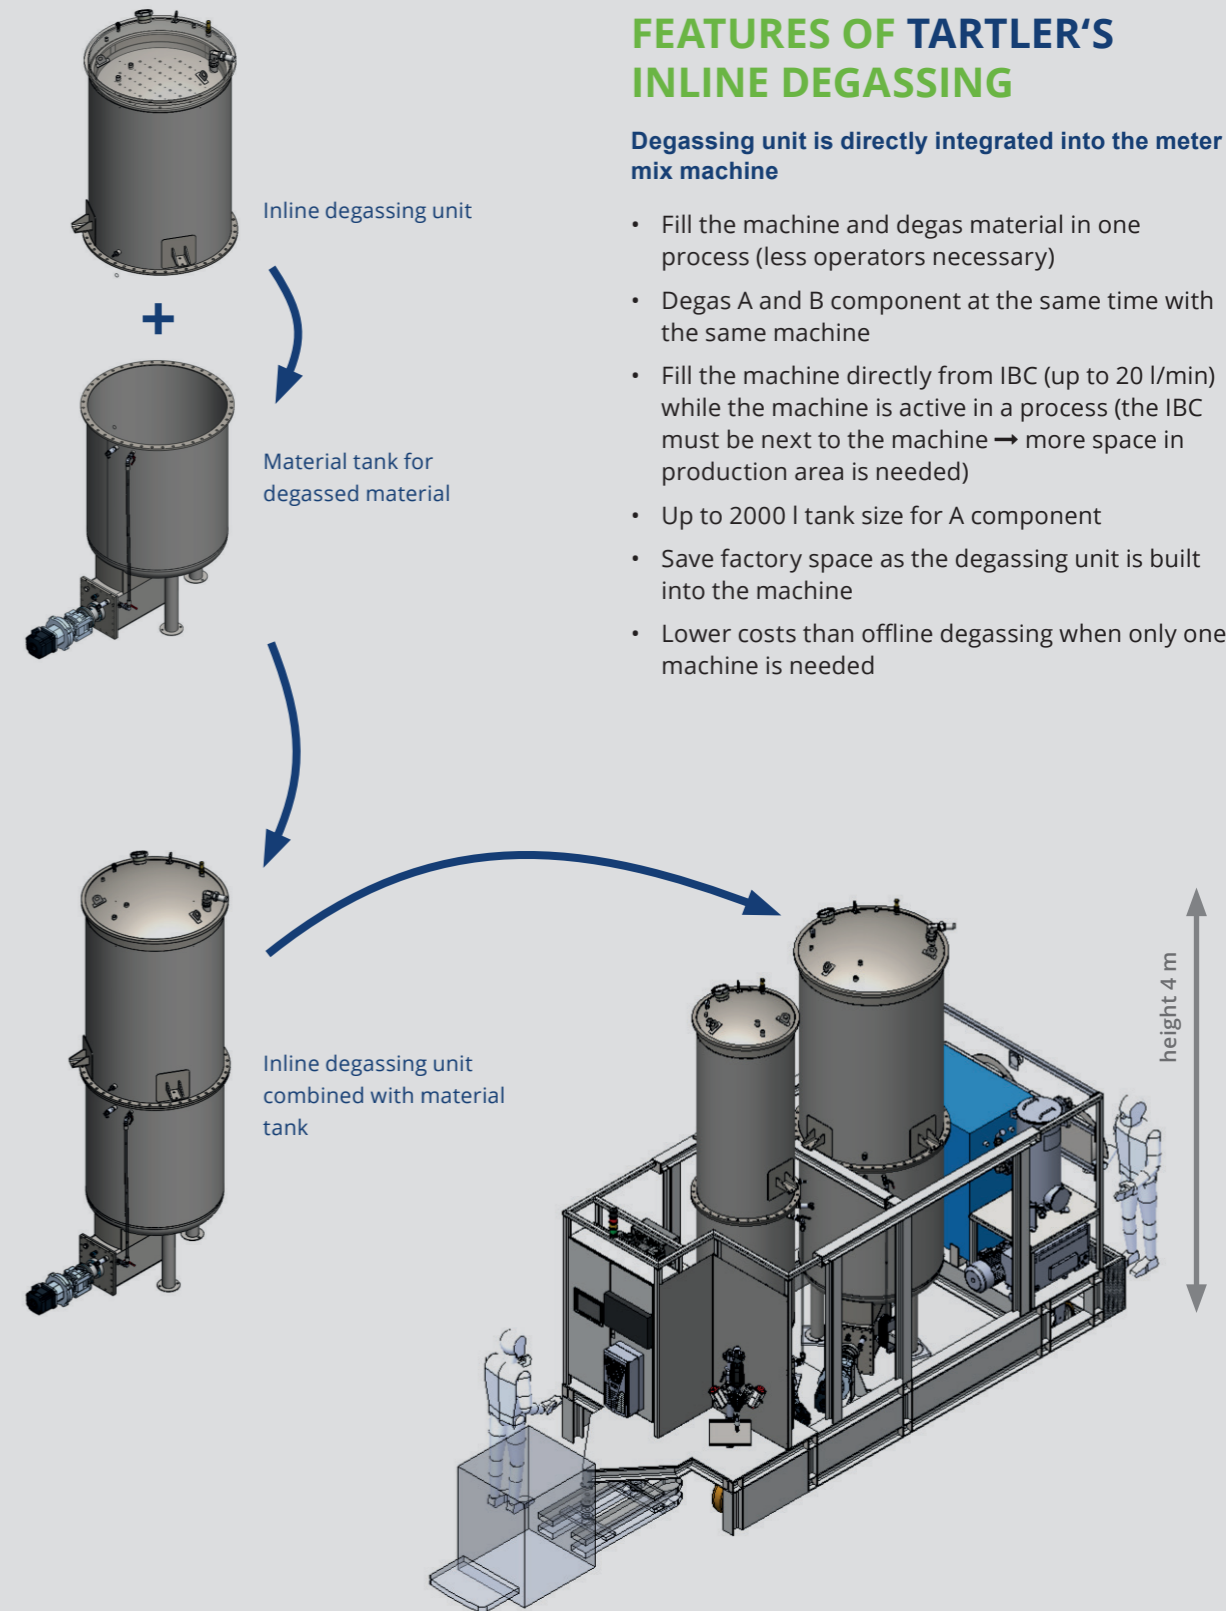 FEATURES OF TARTLER‘S
INLINE DEGASSING
Degassing unit is directly integrated into the meter
mix machine
• Fill the machine and degas material in one
process (less operators necessary)
• Degas A and B component at the same time with
the same machine
• Fill the machine directly from IBC (up to 20 l/min)
while the machine is active in a process (the IBC
must be next to the machine ➞ more space in
production area is needed)
• Up to 2000 l tank size for A component
• Save factory space as the degassing unit is built
into the machine
• Lower costs than offline degassing when only one
machine is needed
Inline degassing unit
+
Material tank for
degassed material
Inline degassing unit
combined with material
tank
height 4 m